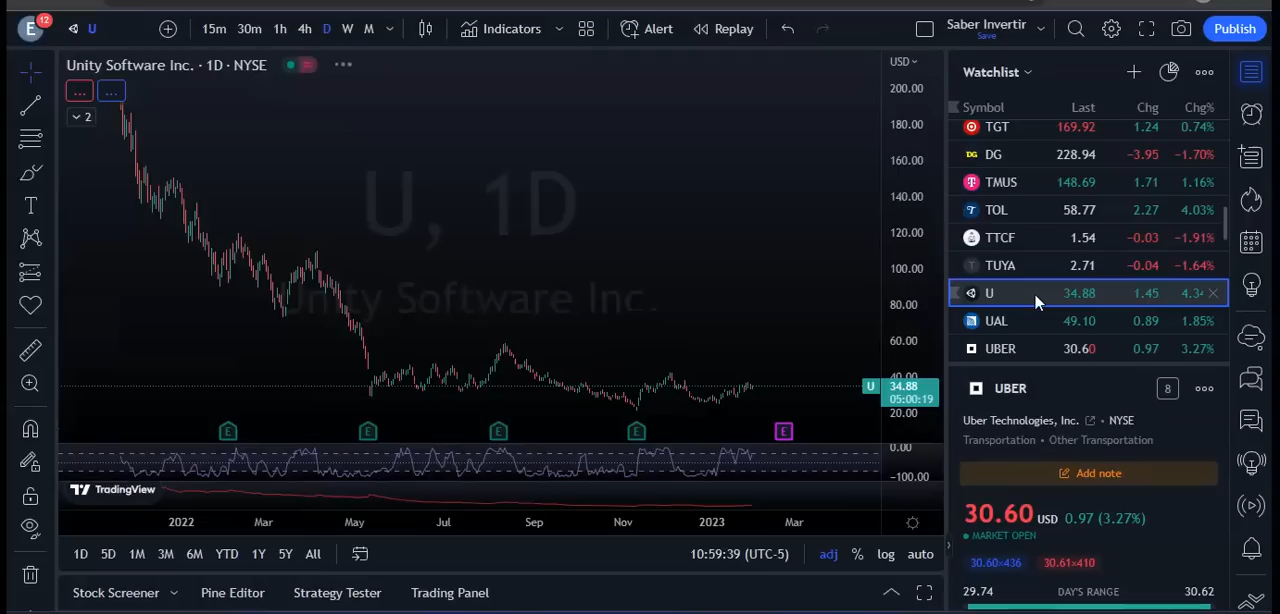 E 12 U 15m 30m 1h 4h D W M Indicators Alert Replay Saber Invertir Save Publish
Unity Software Inc. · 1D · NYSE
... ...
2
U, 1D
Unity Software Inc.
USD
200.00
180.00
160.00
140.00
120.00
100.00
80.00
60.00
40.00
U 34.88
05:00:19
20.00
E E E E E
0.00
−100.00
TradingView
2022 Mar May Jul Sep Nov 2023 Mar
1D 5D 1M 3M 6M YTD 1Y 5Y All 10:59:39 (UTC-5) adj % log auto
Stock Screener Pine Editor Strategy Tester Trading Panel
Watchlist
Symbol Last Chg Chg%
TGT 169.92 1.24 0.74%
DG DG 228.94 −3.95 −1.70%
T TMUS 148.69 1.71 1.16%
T TOL 58.77 2.27 4.03%
TTCF 1.54 −0.03 −1.91%
T TUYA 2.71 −0.04 −1.64%
U 34.88 1.45 4.34
UAL 49.10 0.89 1.85%
UBER 30.60 0.97 3.27%
UBER 8
Uber Technologies, Inc. • NYSE
Transportation • Other Transportation
Add note
30.60 USD 0.97 (3.27%)
MARKET OPEN
30.60×436 30.61×410
29.74 DAY'S RANGE 30.62